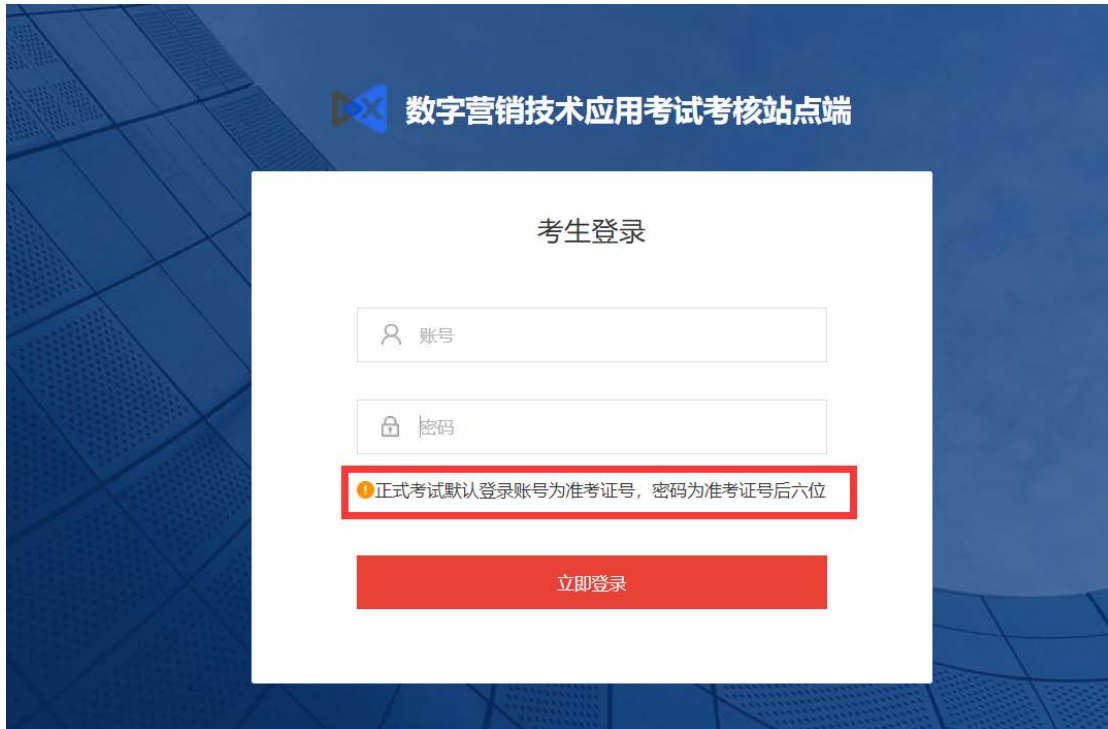 数字营销技术应用考试考核站点端
考生登录
账号
密码
正式考试默认登录账号为准考证号，密码为准考证号后六位
立即登录